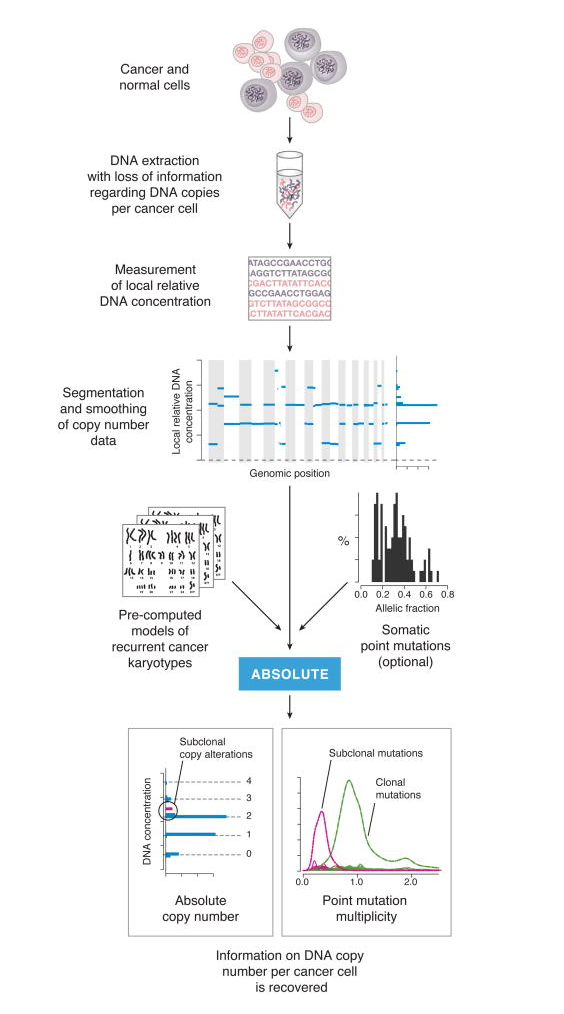 Cancer and
normal cells
DNA extraction
with loss of information
regarding DNA copies
per cancer cell
Measurement
of local relative
DNA concentration
ATAGCCGAACCTGC
AGGTCTTATAGCGC
CGACTTATATTCACC
GCCGAACCTGGAG
GTCTTATAGCGGCC
CTTATATTCACGAC
Segmentation
and smoothing
of copy number
data
Local relative DNA
concentration
Genomic position
%
0.0 0.2 0.4 0.6 0.8
Allelic fraction
Pre-computed
models of
recurrent cancer
karyotypes
Somatic
point mutations
(optional)
ABSOLUTE
Subclonal
copy alterations
DNA concentration
4
3
2
1
0
Absolute
copy number
Subclonal mutations
Clonal
mutations
0.0 1.0 2.0
Point mutation
multiplicity
Information on DNA copy
number per cancer cell
is recovered